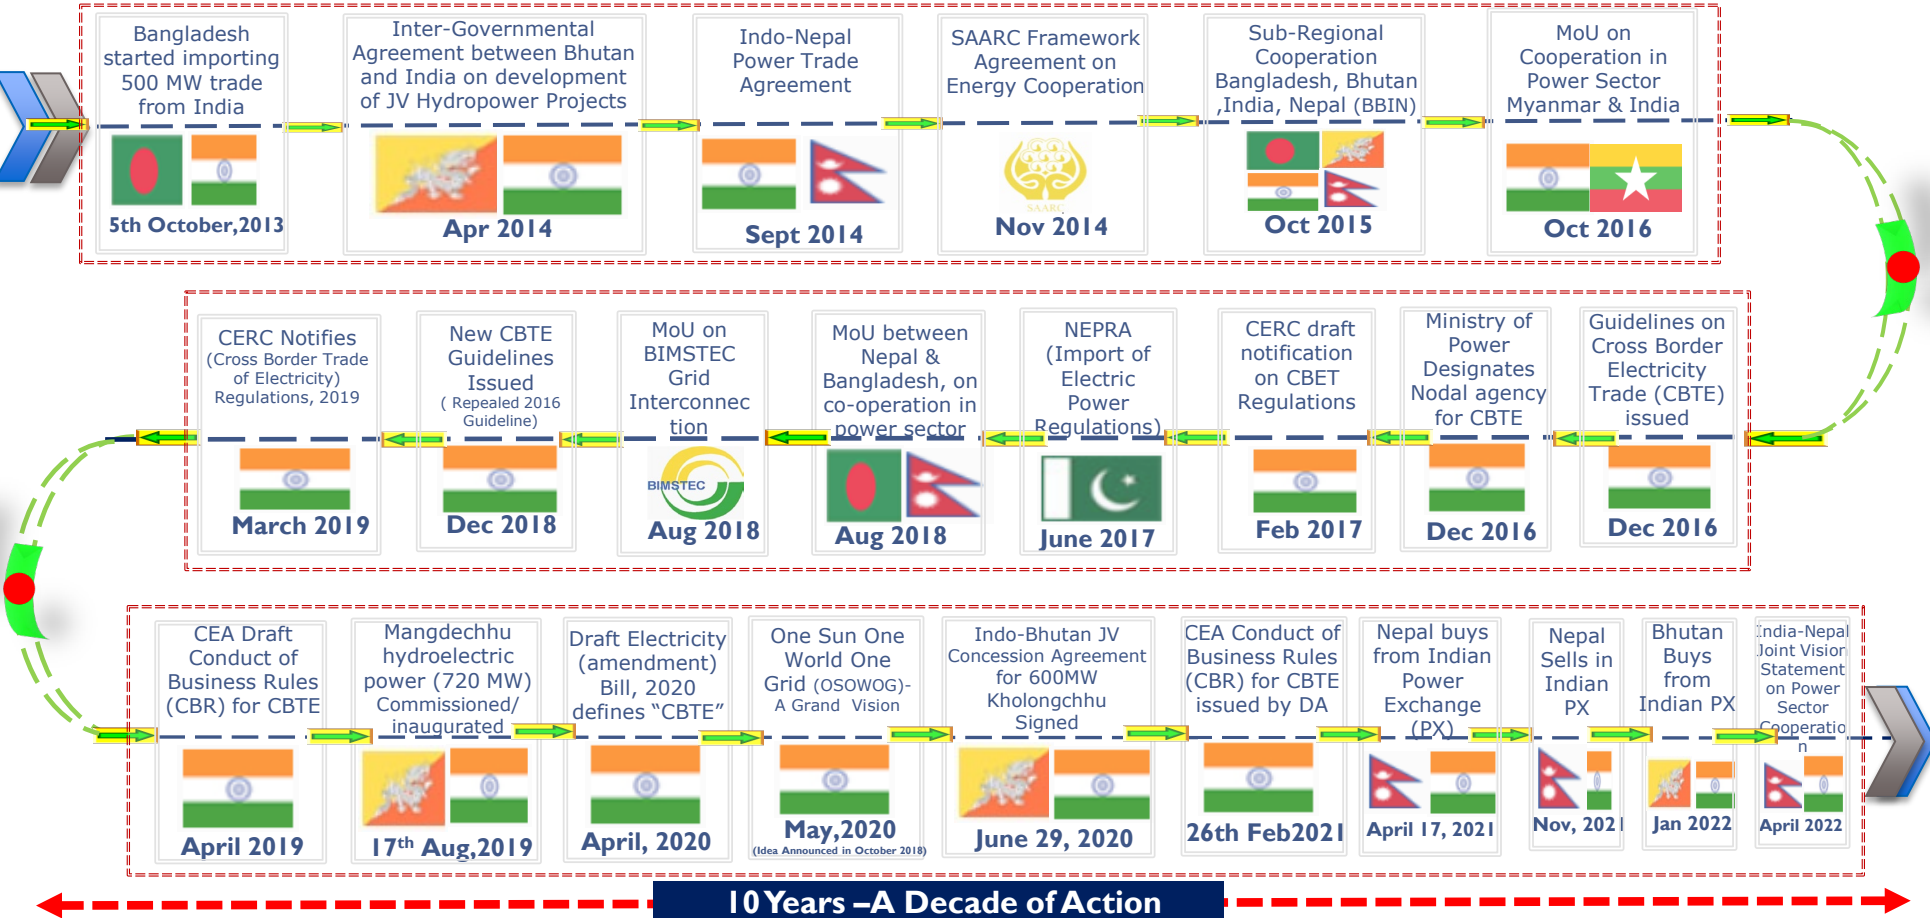 Bangladesh
started importing
500 MW trade
from India
5th October,2013
Inter-Governmental
Agreement between Bhutan
and India on development
of JV Hydropower Projects
Apr 2014
Indo-Nepal
Power Trade
Agreement
Sept 2014
SAARC Framework
Agreement on
Energy Cooperation
SAARC
Nov 2014
Sub-Regional
Cooperation
Bangladesh, Bhutan
,India, Nepal (BBIN)
Oct 2015
MoU on
Cooperation in
Power Sector
Myanmar & India
Oct 2016
Guidelines on
Cross Border
Electricity
Trade (CBTE)
issued
Dec 2016
Ministry of
Power
Designates
Nodal agency
for CBTE
Dec 2016
CERC draft
notification
on CBET
Regulations
Feb 2017
NEPRA
(Import of
Electric
Power
Regulations)
June 2017
MoU between
Nepal &
Bangladesh, on
co-operation in
power sector
Aug 2018
MoU on
BIMSTEC
Grid
Interconnec
tion
BIMSTEC
Aug 2018
New CBTE
Guidelines
Issued
( Repealed 2016
Guideline)
Dec 2018
CERC Notifies
(Cross Border Trade
of Electricity)
Regulations, 2019
March 2019
CEA Draft
Conduct of
Business Rules
(CBR) for CBTE
April 2019
Mangdechhu
hydroelectric
power (720 MW)
Commissioned/
inaugurated
17th Aug,2019
Draft Electricity
(amendment)
Bill, 2020
defines “CBTE”
April, 2020
One Sun One
World One
Grid (OSOWOG)-
A Grand Vision
May,2020
(Idea Announced in October 2018)
Indo-Bhutan JV
Concession Agreement
for 600MW
Kholongchhu
Signed
June 29, 2020
CEA Conduct of
Business Rules
(CBR) for CBTE
issued by DA
26th Feb2021
Nepal buys
from Indian
Power
Exchange
(PX)
April 17, 2021
Nepal
Sells in
Indian
PX
Nov, 2021
Bhutan
Buys
from
Indian PX
Jan 2022
India-Nepal
Joint Vision
Statement
on Power
Sector
Cooperatio
n
April 2022
10 Years –A Decade of Action